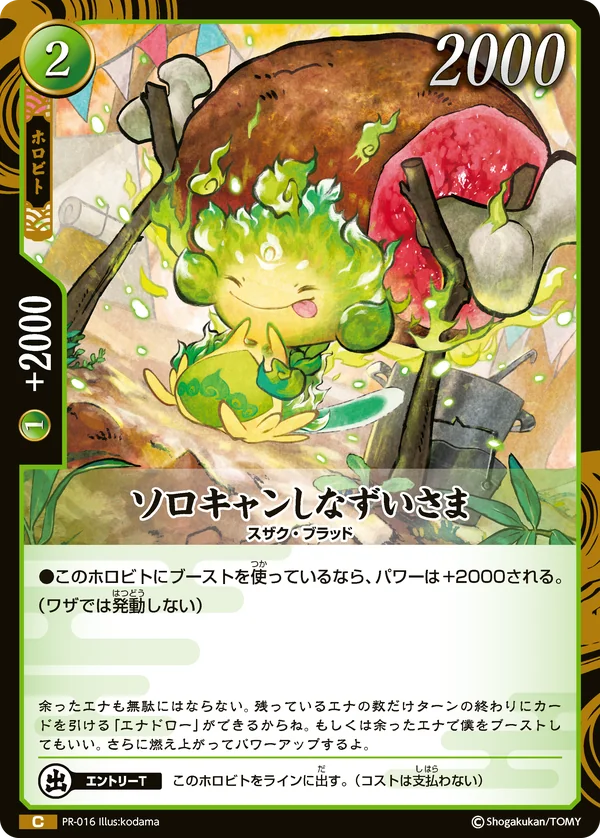 2
2000
ホロビト
+2000
1
ソロキャンしなずいさま
スザク・ブラッド
●このホロビトにブーストを使っているなら、パワーは+2000される。
(ワザでは発動しない)
余ったエナも無駄にはならない。残っているエナの数だけターンの終わりにカー
ドを引ける「エナドロー」ができるからね。もしくは余ったエナで僕をブーストし
てもいい。さらに燃え上がってパワーアップするよ。
出 エントリーT このホロビトをラインに出す。(コストは支払わない)
C PR-016 Illus:kodama ©Shogakukan/TOMY